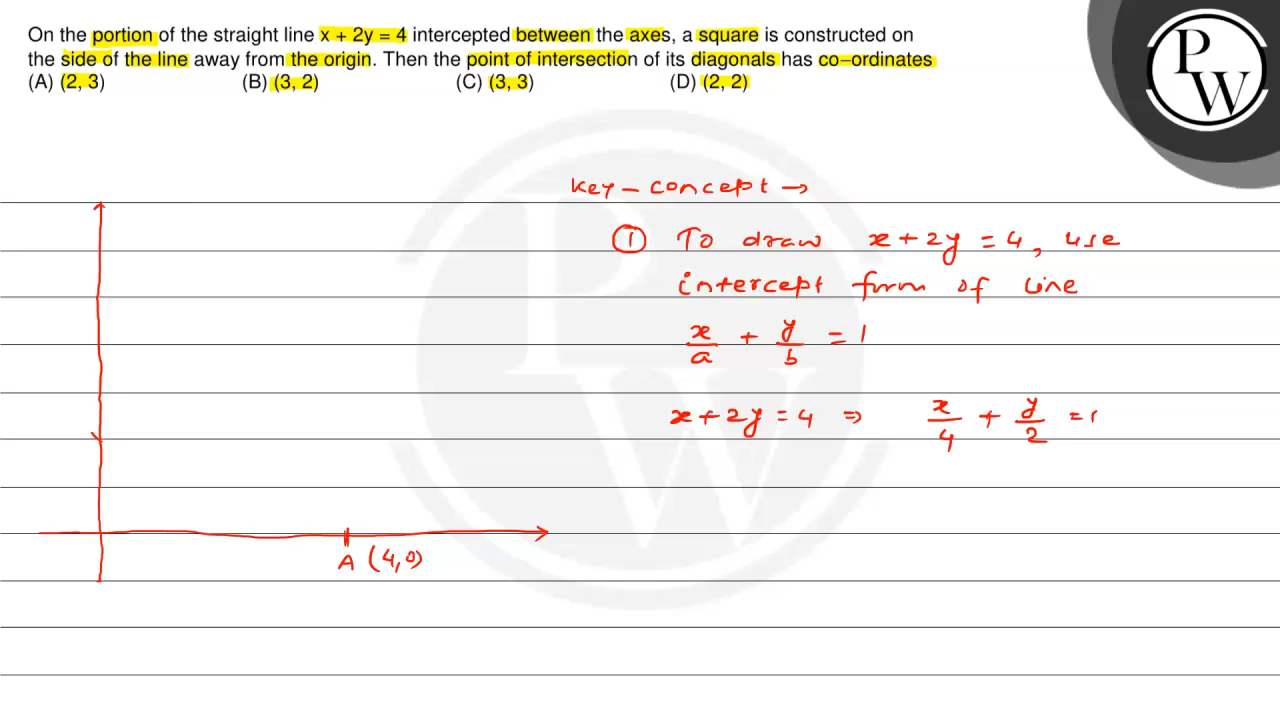 On the portion of the straight line x + 2y = 4 intercepted between the axes, a square is constructed on
the side of the line away from the origin. Then the point of intersection of its diagonals has co–ordinates
(A) (2, 3) (B) (3, 2) (C) (3, 3) (D) (2, 2)
PW
Key – concept →
① To draw x + 2y = 4, use
intercept form of line
x/a + y/b = 1
x + 2y = 4 ⇒ x/4 + y/2 = 1
A (4,0)
PW